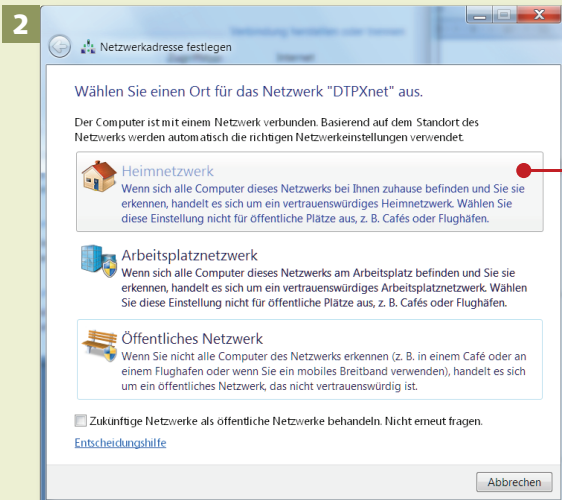 2
Netzwerkadresse festlegen
Wählen Sie einen Ort für das Netzwerk "DTPXnet" aus.
Der Computer ist mit einem Netzwerk verbunden. Basierend auf dem Standort des
Netzwerks werden automatisch die richtigen Netzwerkeinstellungen verwendet.
Heimnetzwerk
Wenn sich alle Computer dieses Netzwerks bei Ihnen zuhause befinden und Sie sie
erkennen, handelt es sich um ein vertrauenswürdiges Heimnetzwerk. Wählen Sie
diese Einstellung nicht für öffentliche Plätze aus, z. B. Cafés oder Flughäfen.
Arbeitsplatznetzwerk
Wenn sich alle Computer dieses Netzwerks am Arbeitsplatz befinden und Sie sie
erkennen, handelt es sich um ein vertrauenswürdiges Arbeitsplatznetzwerk. Wählen
Sie diese Einstellung nicht für öffentliche Plätze aus, z. B. Cafés oder Flughäfen.
Öffentliches Netzwerk
Wenn Sie nicht alle Computer des Netzwerks erkennen (z. B. in einem Café oder an
einem Flughafen oder wenn Sie ein mobiles Breitband verwenden), handelt es sich
um ein öffentliches Netzwerk, das nicht vertrauenswürdig ist.
Zukünftige Netzwerke als öffentliche Netzwerke behandeln. Nicht erneut fragen.
Entscheidungshilfe
Abbrechen